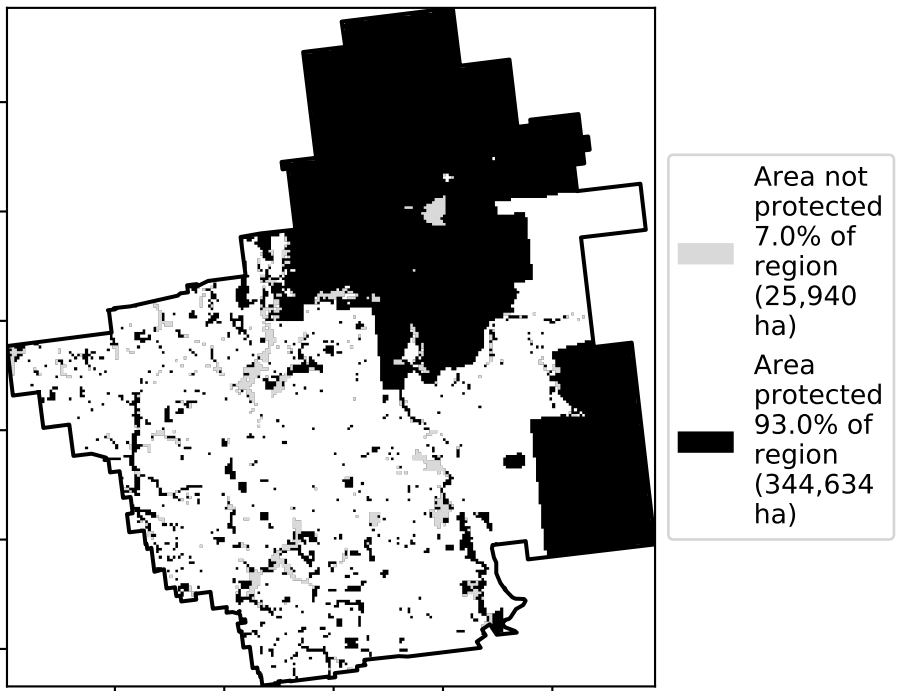 Area not
protected
7.0% of
region
(25,940
ha)
Area
protected
93.0% of
region
(344,634
ha)